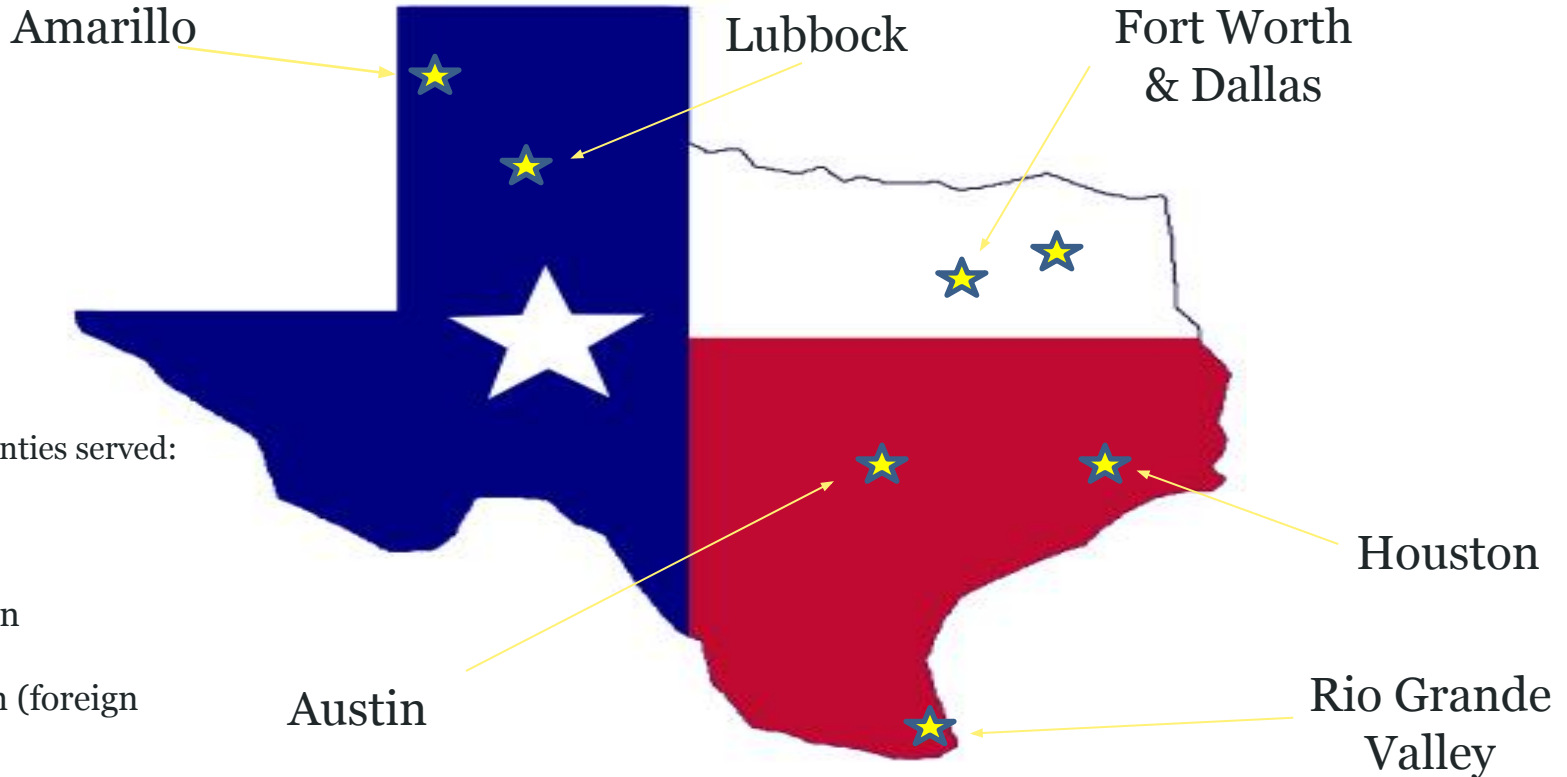 Amarillo
Lubbock
Fort Worth
& Dallas
nties served:
n
n (foreign
Austin
Houston
Rio Grande
Valley